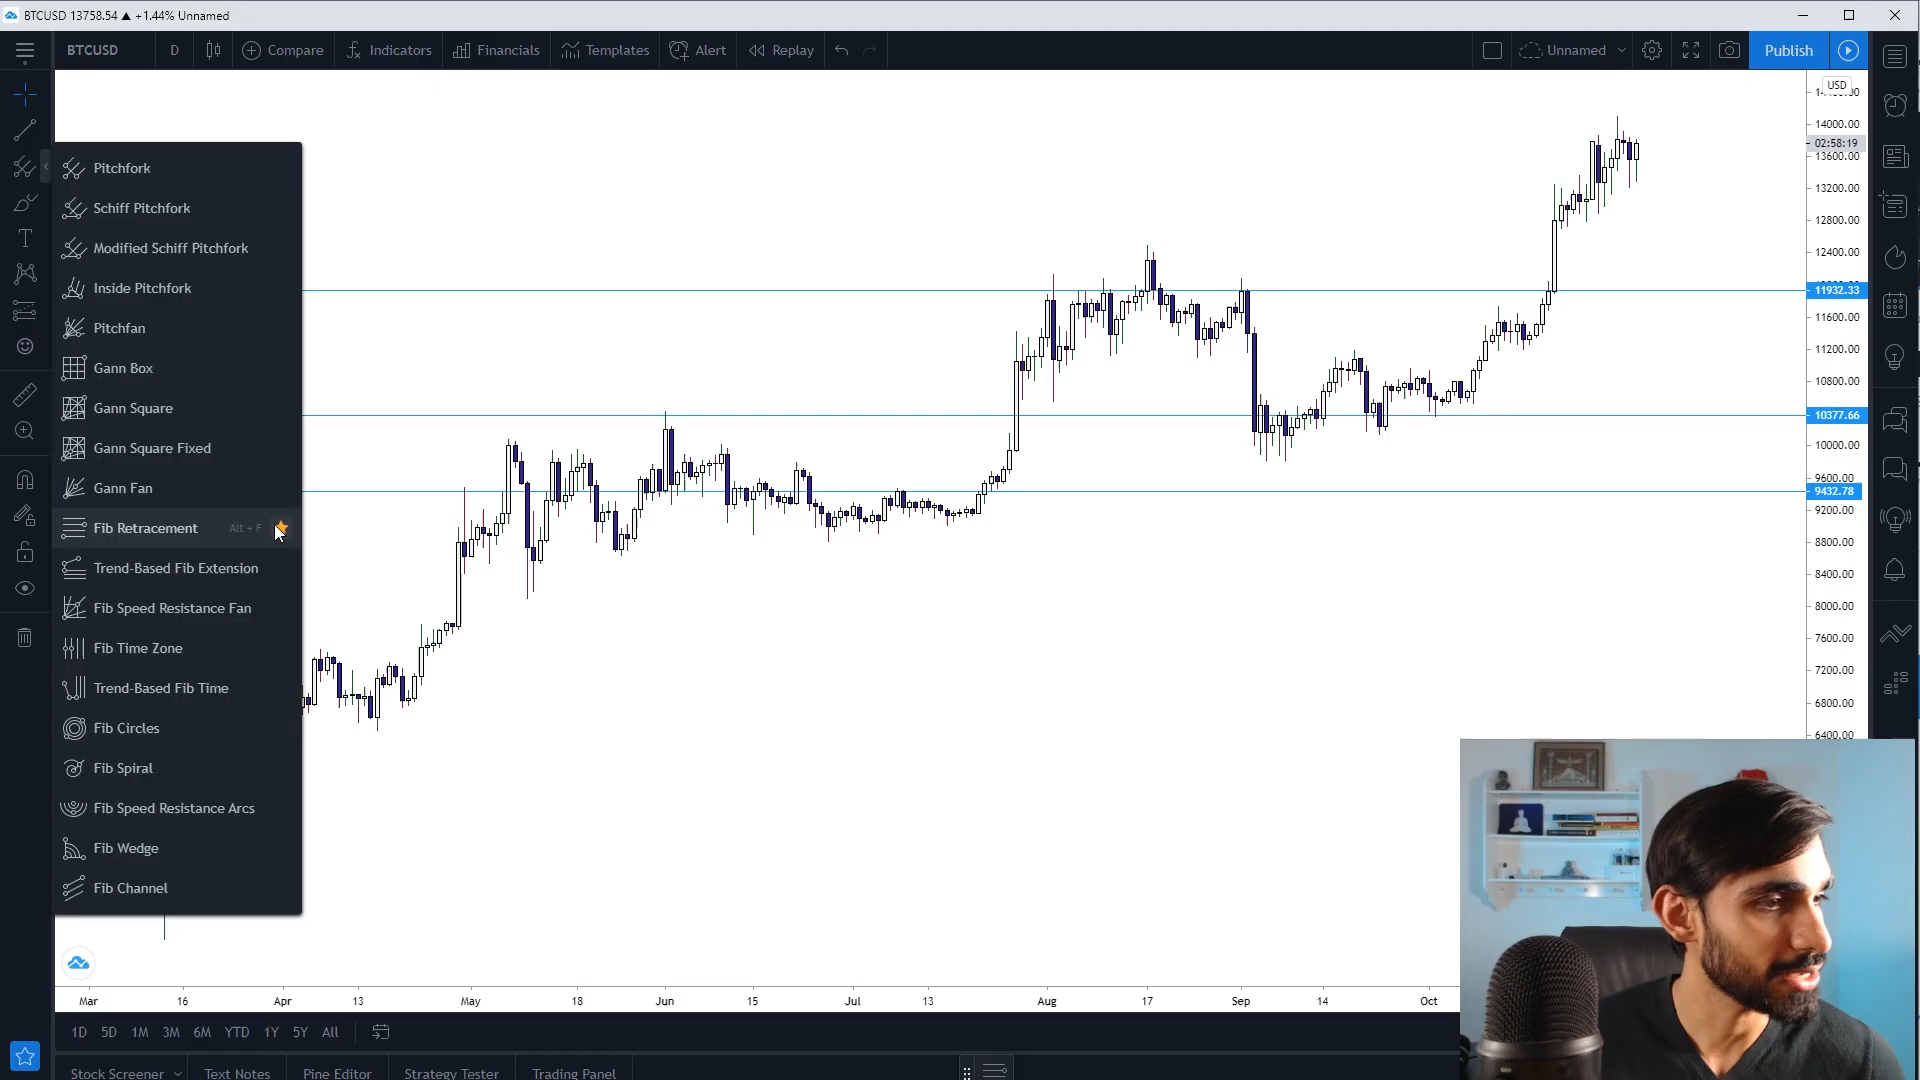 BTCUSD 13758.54 ▲ +1.44% Unnamed
BTCUSD D Compare Indicators Financials Templates Alert Replay Unnamed Publish
USD
14000.00
02:58:19
13600.00
13200.00
12800.00
12400.00
11932.33
11600.00
11200.00
10800.00
10377.66
10000.00
9600.00
9432.78
9200.00
8800.00
8400.00
8000.00
7600.00
7200.00
6800.00
6400.00
Pitchfork
Schiff Pitchfork
Modified Schiff Pitchfork
Inside Pitchfork
Pitchfan
Gann Box
Gann Square
Gann Square Fixed
Gann Fan
Fib Retracement Alt + F
Trend-Based Fib Extension
Fib Speed Resistance Fan
Fib Time Zone
Trend-Based Fib Time
Fib Circles
Fib Spiral
Fib Speed Resistance Arcs
Fib Wedge
Fib Channel
Mar 16 Apr 13 May 18 Jun 15 Jul 13 Aug 17 Sep 14 Oct
1D 5D 1M 3M 6M YTD 1Y 5Y All
Stock Screener Text Notes Pine Editor Strategy Tester Trading Panel